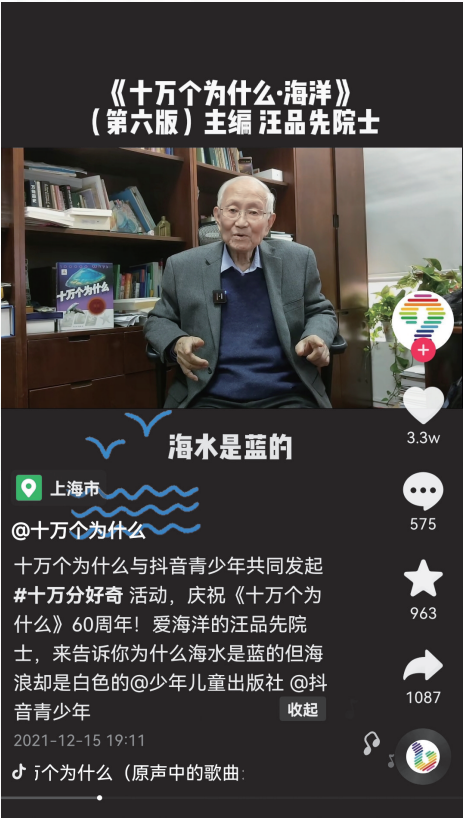 《十万个为什么·海洋》
（第六版）主编 汪品先院士
十万个为什么
海水是蓝的
3.3w
上海市
575
@十万个为什么
十万个为什么与抖音青少年共同发起
#十万分好奇 活动，庆祝《十万个为
什么》60周年！爱海洋的汪品先院
士，来告诉你为什么海水是蓝的但海
浪却是白色的@少年儿童出版社 @抖
音青少年
收起
963
1087
2021-12-15 19:11
个为什么（原声中的歌曲: